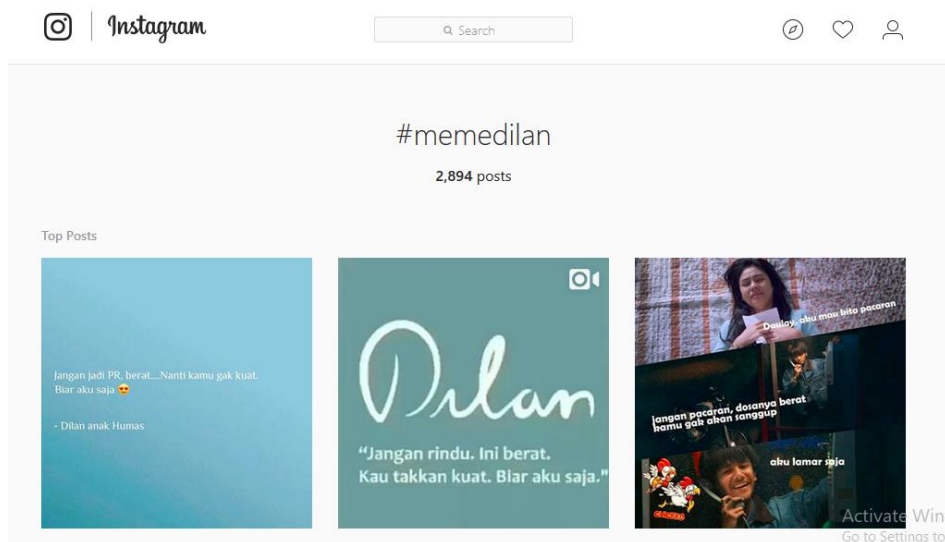 Instagram
Search
#memedilan
2,894 posts
Top Posts
Jangan jadi PR, berat....Nanti kamu gak kuat.
Biar aku saja 😍
- Dilan anak Humas
Dilan
“Jangan rindu. Ini berat.
Kau takkan kuat. Biar aku saja.”
Daulay, aku mau kita pacaran
jangan pacaran, dosanya berat
kamu gak akan sanggup
aku lamar saja
Activate Win
Go to Settings to